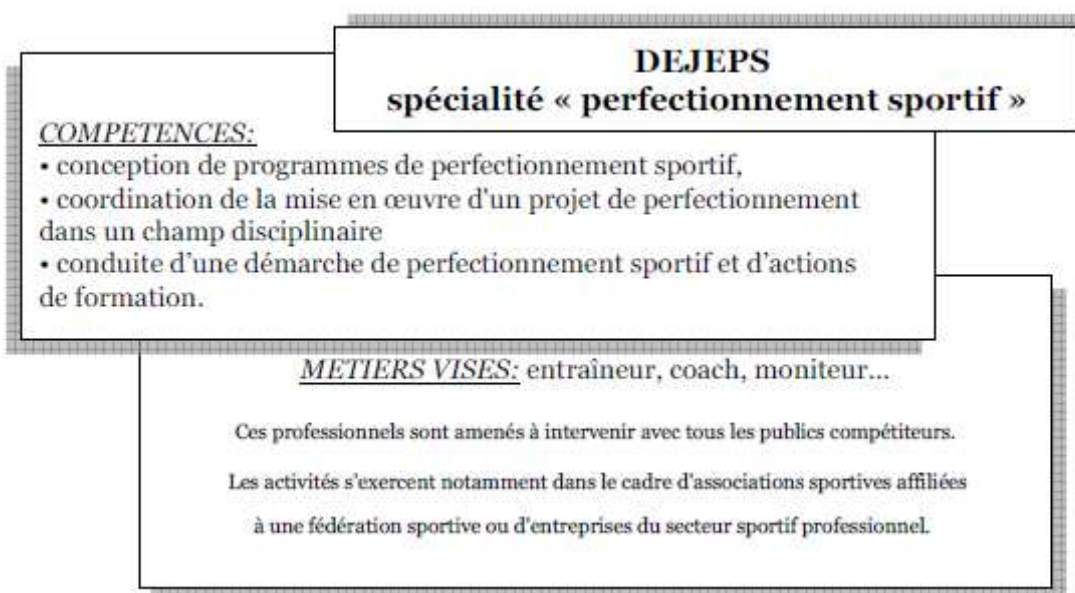 DEJEPS
spécialité « perfectionnement sportif »
COMPETENCES:
• conception de programmes de perfectionnement sportif,
• coordination de la mise en œuvre d'un projet de perfectionnement
dans un champ disciplinaire
• conduite d'une démarche de perfectionnement sportif et d'actions
de formation.
METIERS VISES: entraîneur, coach, moniteur...
Ces professionnels sont amenés à intervenir avec tous les publics compétiteurs.
Les activités s'exercent notamment dans le cadre d'associations sportives affiliées
à une fédération sportive ou d'entreprises du secteur sportif professionnel.